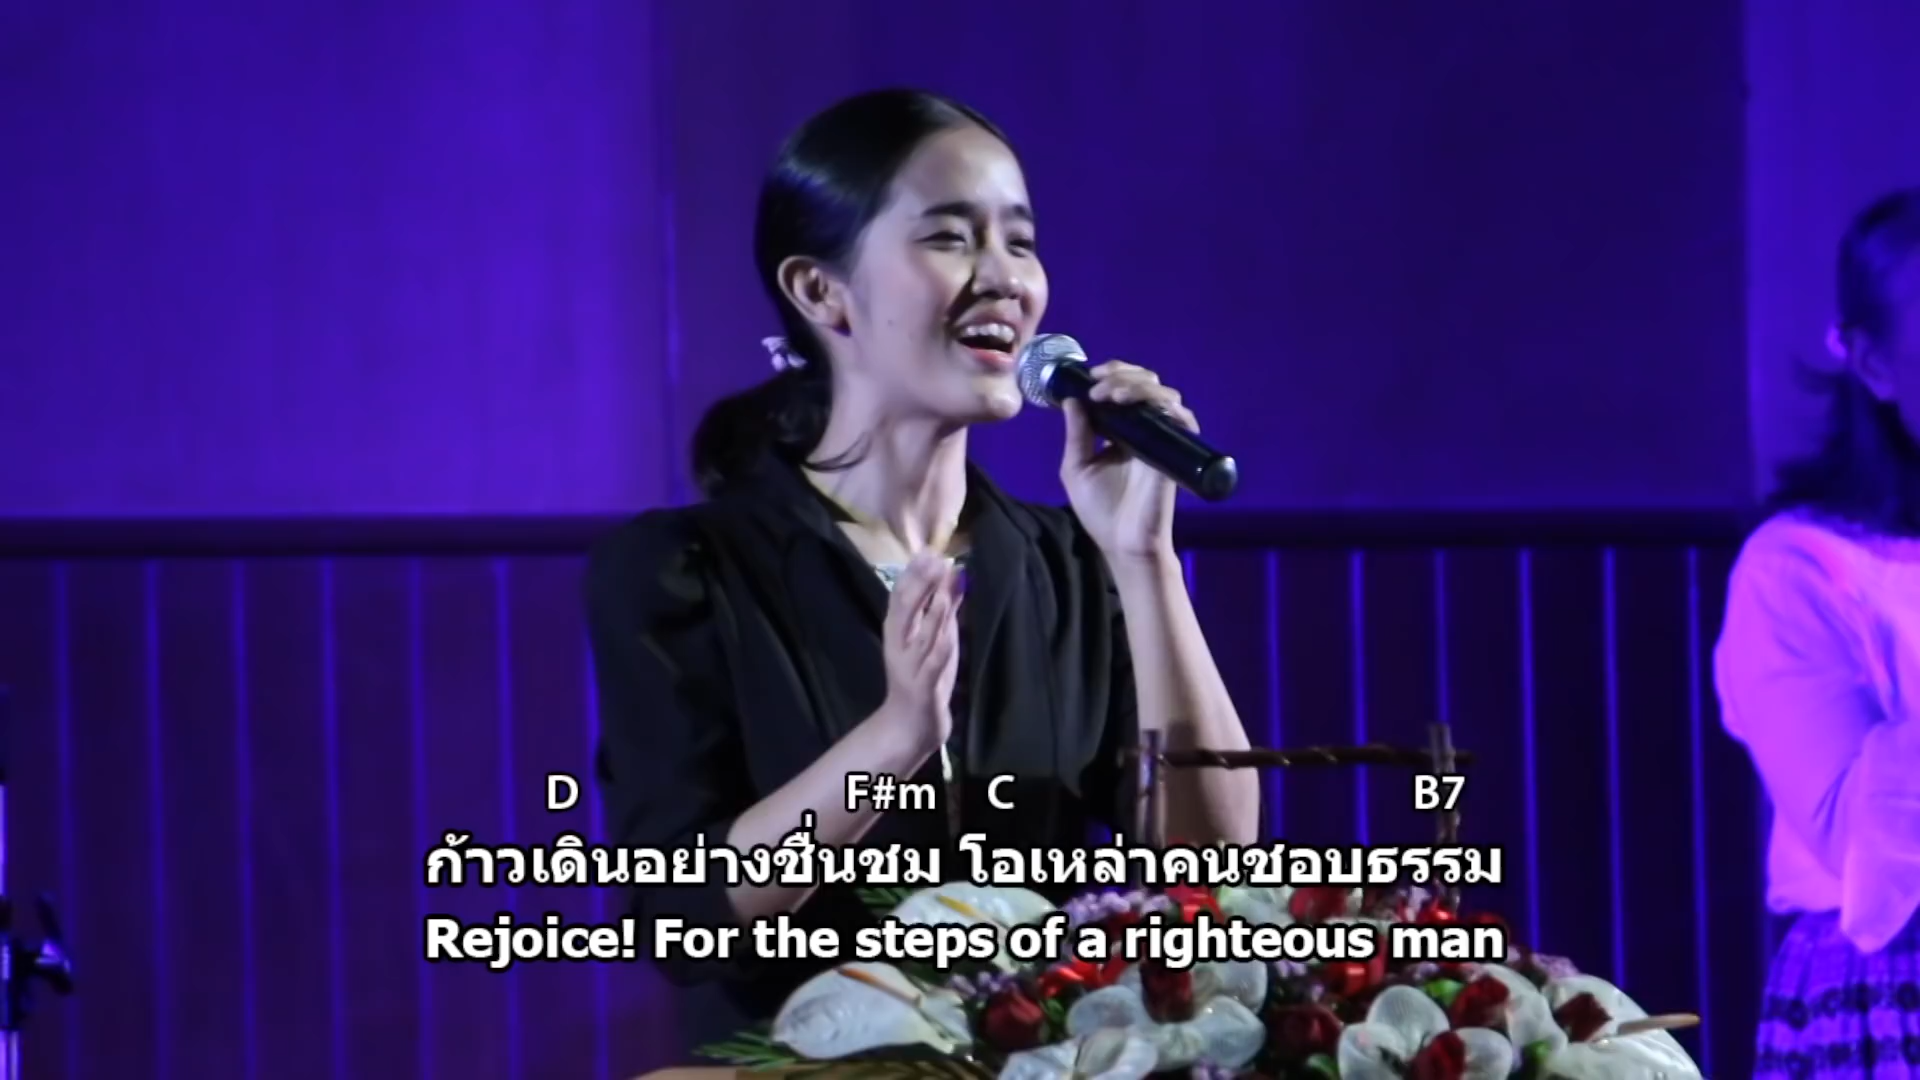 D F#m C B7
ก้าวเดินอย่างชื่นชม โอเหล่าคนชอบธรรม
Rejoice! For the steps of a righteous man